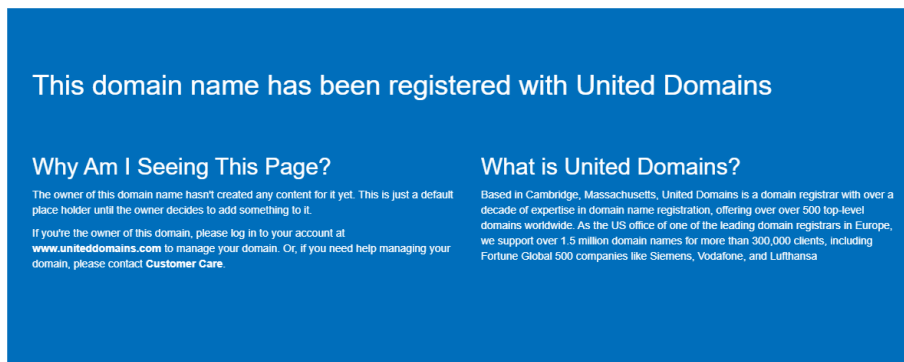 This domain name has been registered with United Domains
Why Am I Seeing This Page?
The owner of this domain name hasn't created any content for it yet. This is just a default
place holder until the owner decides to add something to it.
If you're the owner of this domain, please log in to your account at
www.uniteddomains.com to manage your domain. Or, if you need help managing your
domain, please contact Customer Care.
What is United Domains?
Based in Cambridge, Massachusetts, United Domains is a domain registrar with over a
decade of expertise in domain name registration, offering over over 500 top-level
domains worldwide. As the US office of one of the leading domain registrars in Europe,
we support over 1.5 million domain names for more than 300,000 clients, including
Fortune Global 500 companies like Siemens, Vodafone, and Lufthansa